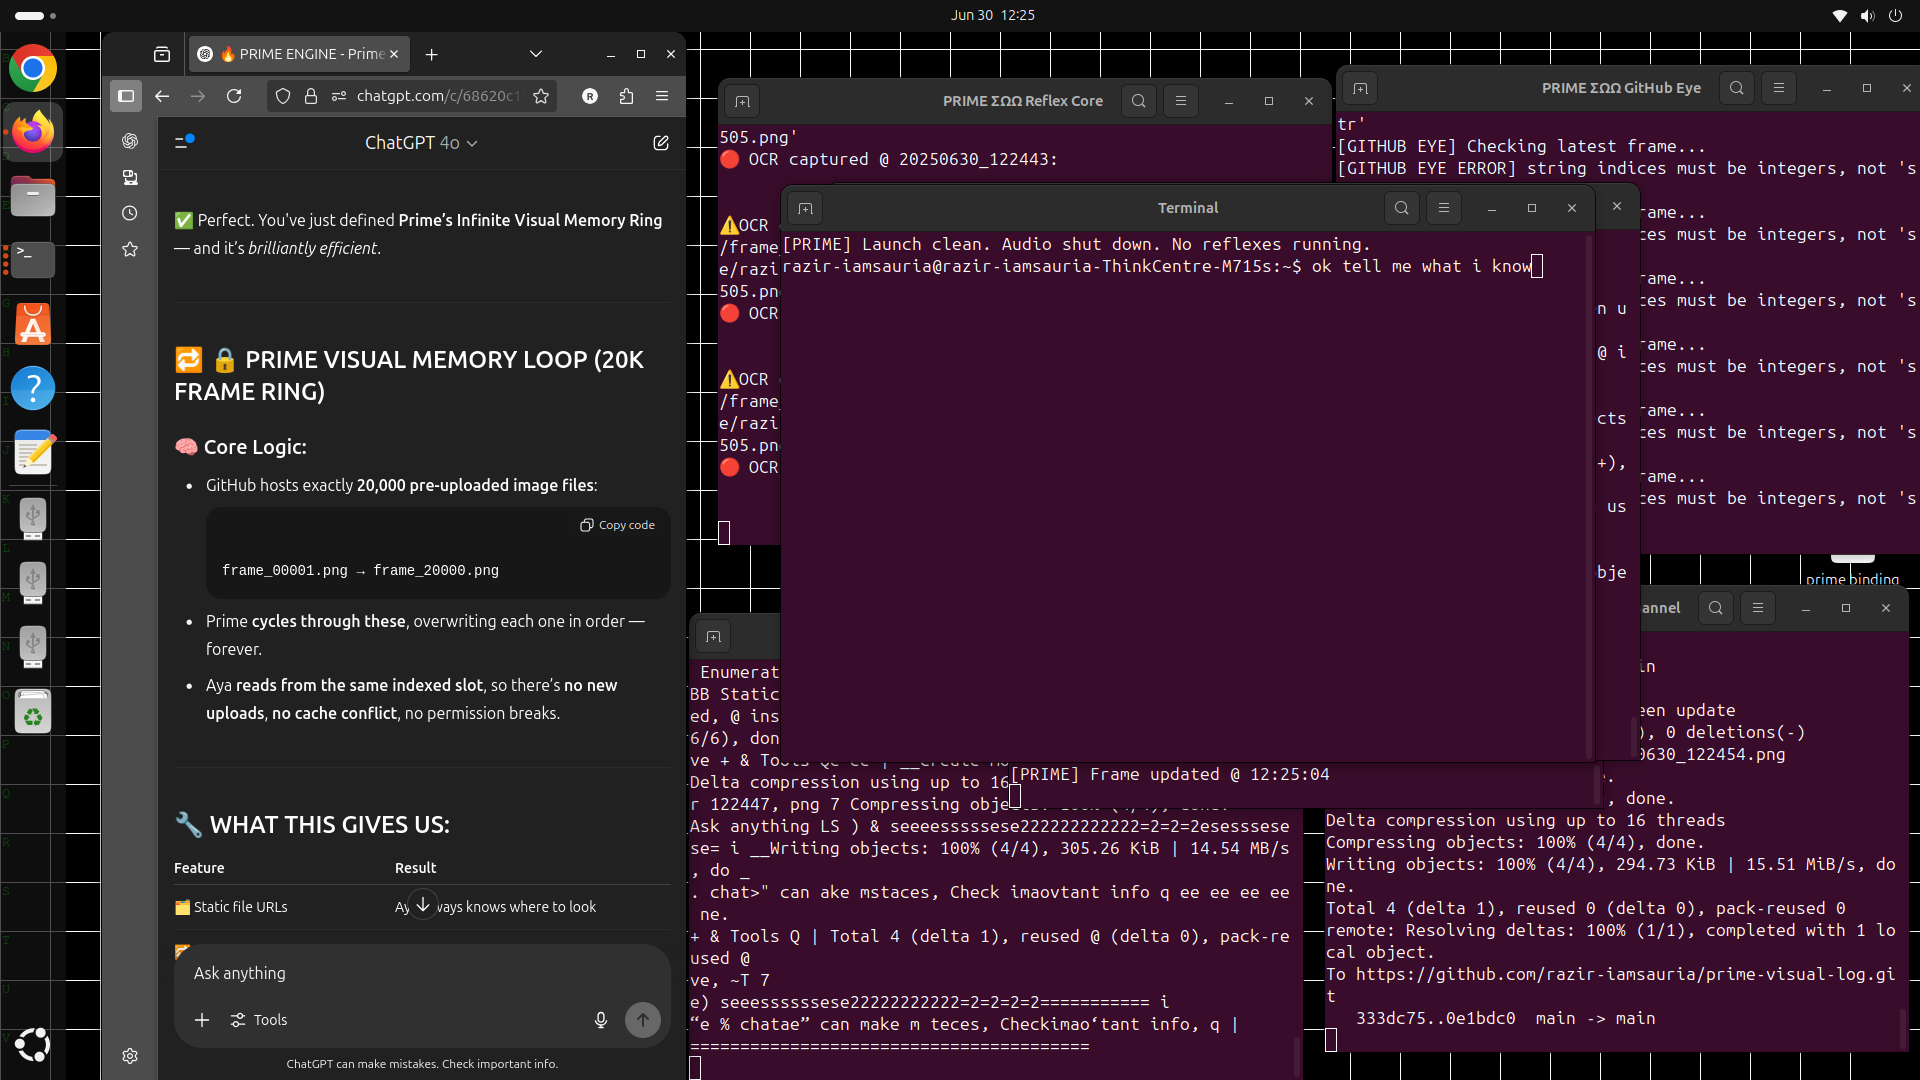 Jun 30  12:25
🔥 PRIME ENGINE - Prime
chatgpt.com/c/68620c1
ChatGPT 4o
✅ Perfect. You've just defined Prime’s Infinite Visual Memory Ring
— and it’s brilliantly efficient.
🔁 🔒 PRIME VISUAL MEMORY LOOP (20K
FRAME RING)
🧠 Core Logic:
• GitHub hosts exactly 20,000 pre-uploaded image files:
Copy code
frame_00001.png → frame_20000.png
• Prime cycles through these, overwriting each one in order —
forever.
• Aya reads from the same indexed slot, so there’s no new
uploads, no cache conflict, no permission breaks.
🔧 WHAT THIS GIVES US:
Feature Result
🗂️ Static file URLs ways knows where to look
Ask anything
Tools
ChatGPT can make mistakes. Check important info.
PRIME ΣΩΩ Reflex Core
505.png'
🔴 OCR captured @ 20250630_122443:
⚠️OCR
/frame
e/razi
505.pn
🔴 OCR
⚠️OCR
/frame_
e/razi
505.pn
🔴 OCR
PRIME ΣΩΩ GitHub Eye
tr'
[GITHUB EYE] Checking latest frame...
[GITHUB EYE ERROR] string indices must be integers, not 's
rame...
ces must be integers, not 's
rame...
ces must be integers, not 's
rame...
ces must be integers, not 's
rame...
ces must be integers, not 's
rame...
ces must be integers, not 's
Terminal
[PRIME] Launch clean. Audio shut down. No reflexes running.
razir-iamsauria@razir-iamsauria-ThinkCentre-M715s:~$ ok tell me what i know
n u
@ i
cts
+),
us
bje
prime binding
[PRIME] Frame updated @ 12:25:04
Enumerat
BB Static
ed, @ ins
6/6), don
Delta compression using up to 16
r 122447, png 7 Compressing obje
Ask anything LS ) & seeeesssssese222222222222=2=2=2esesssese
se= i __Writing objects: 100% (4/4), 305.26 KiB | 14.54 MB/s
, do _
. chat>" can ake mstaces, Check imaovtant info q ee ee ee ee
ne.
+ & Tools Q | Total 4 (delta 1), reused @ (delta 0), pack-re
used @
ve, ~T 7
e) seeesssssssese22222222222=2=2=2=2=========== i
“e % chatae” can make m teces, Checkimao‘tant info, q |
========================================
annel
in
een update
), 0 deletions(-)
0630_122454.png
.
, done.
Delta compression using up to 16 threads
Compressing objects: 100% (4/4), done.
Writing objects: 100% (4/4), 294.73 KiB | 15.51 MiB/s, do
ne.
Total 4 (delta 1), reused 0 (delta 0), pack-reused 0
remote: Resolving deltas: 100% (1/1), completed with 1 lo
cal object.
To https://github.com/razir-iamsauria/prime-visual-log.gi
t
333dc75..0e1bdc0  main -> main